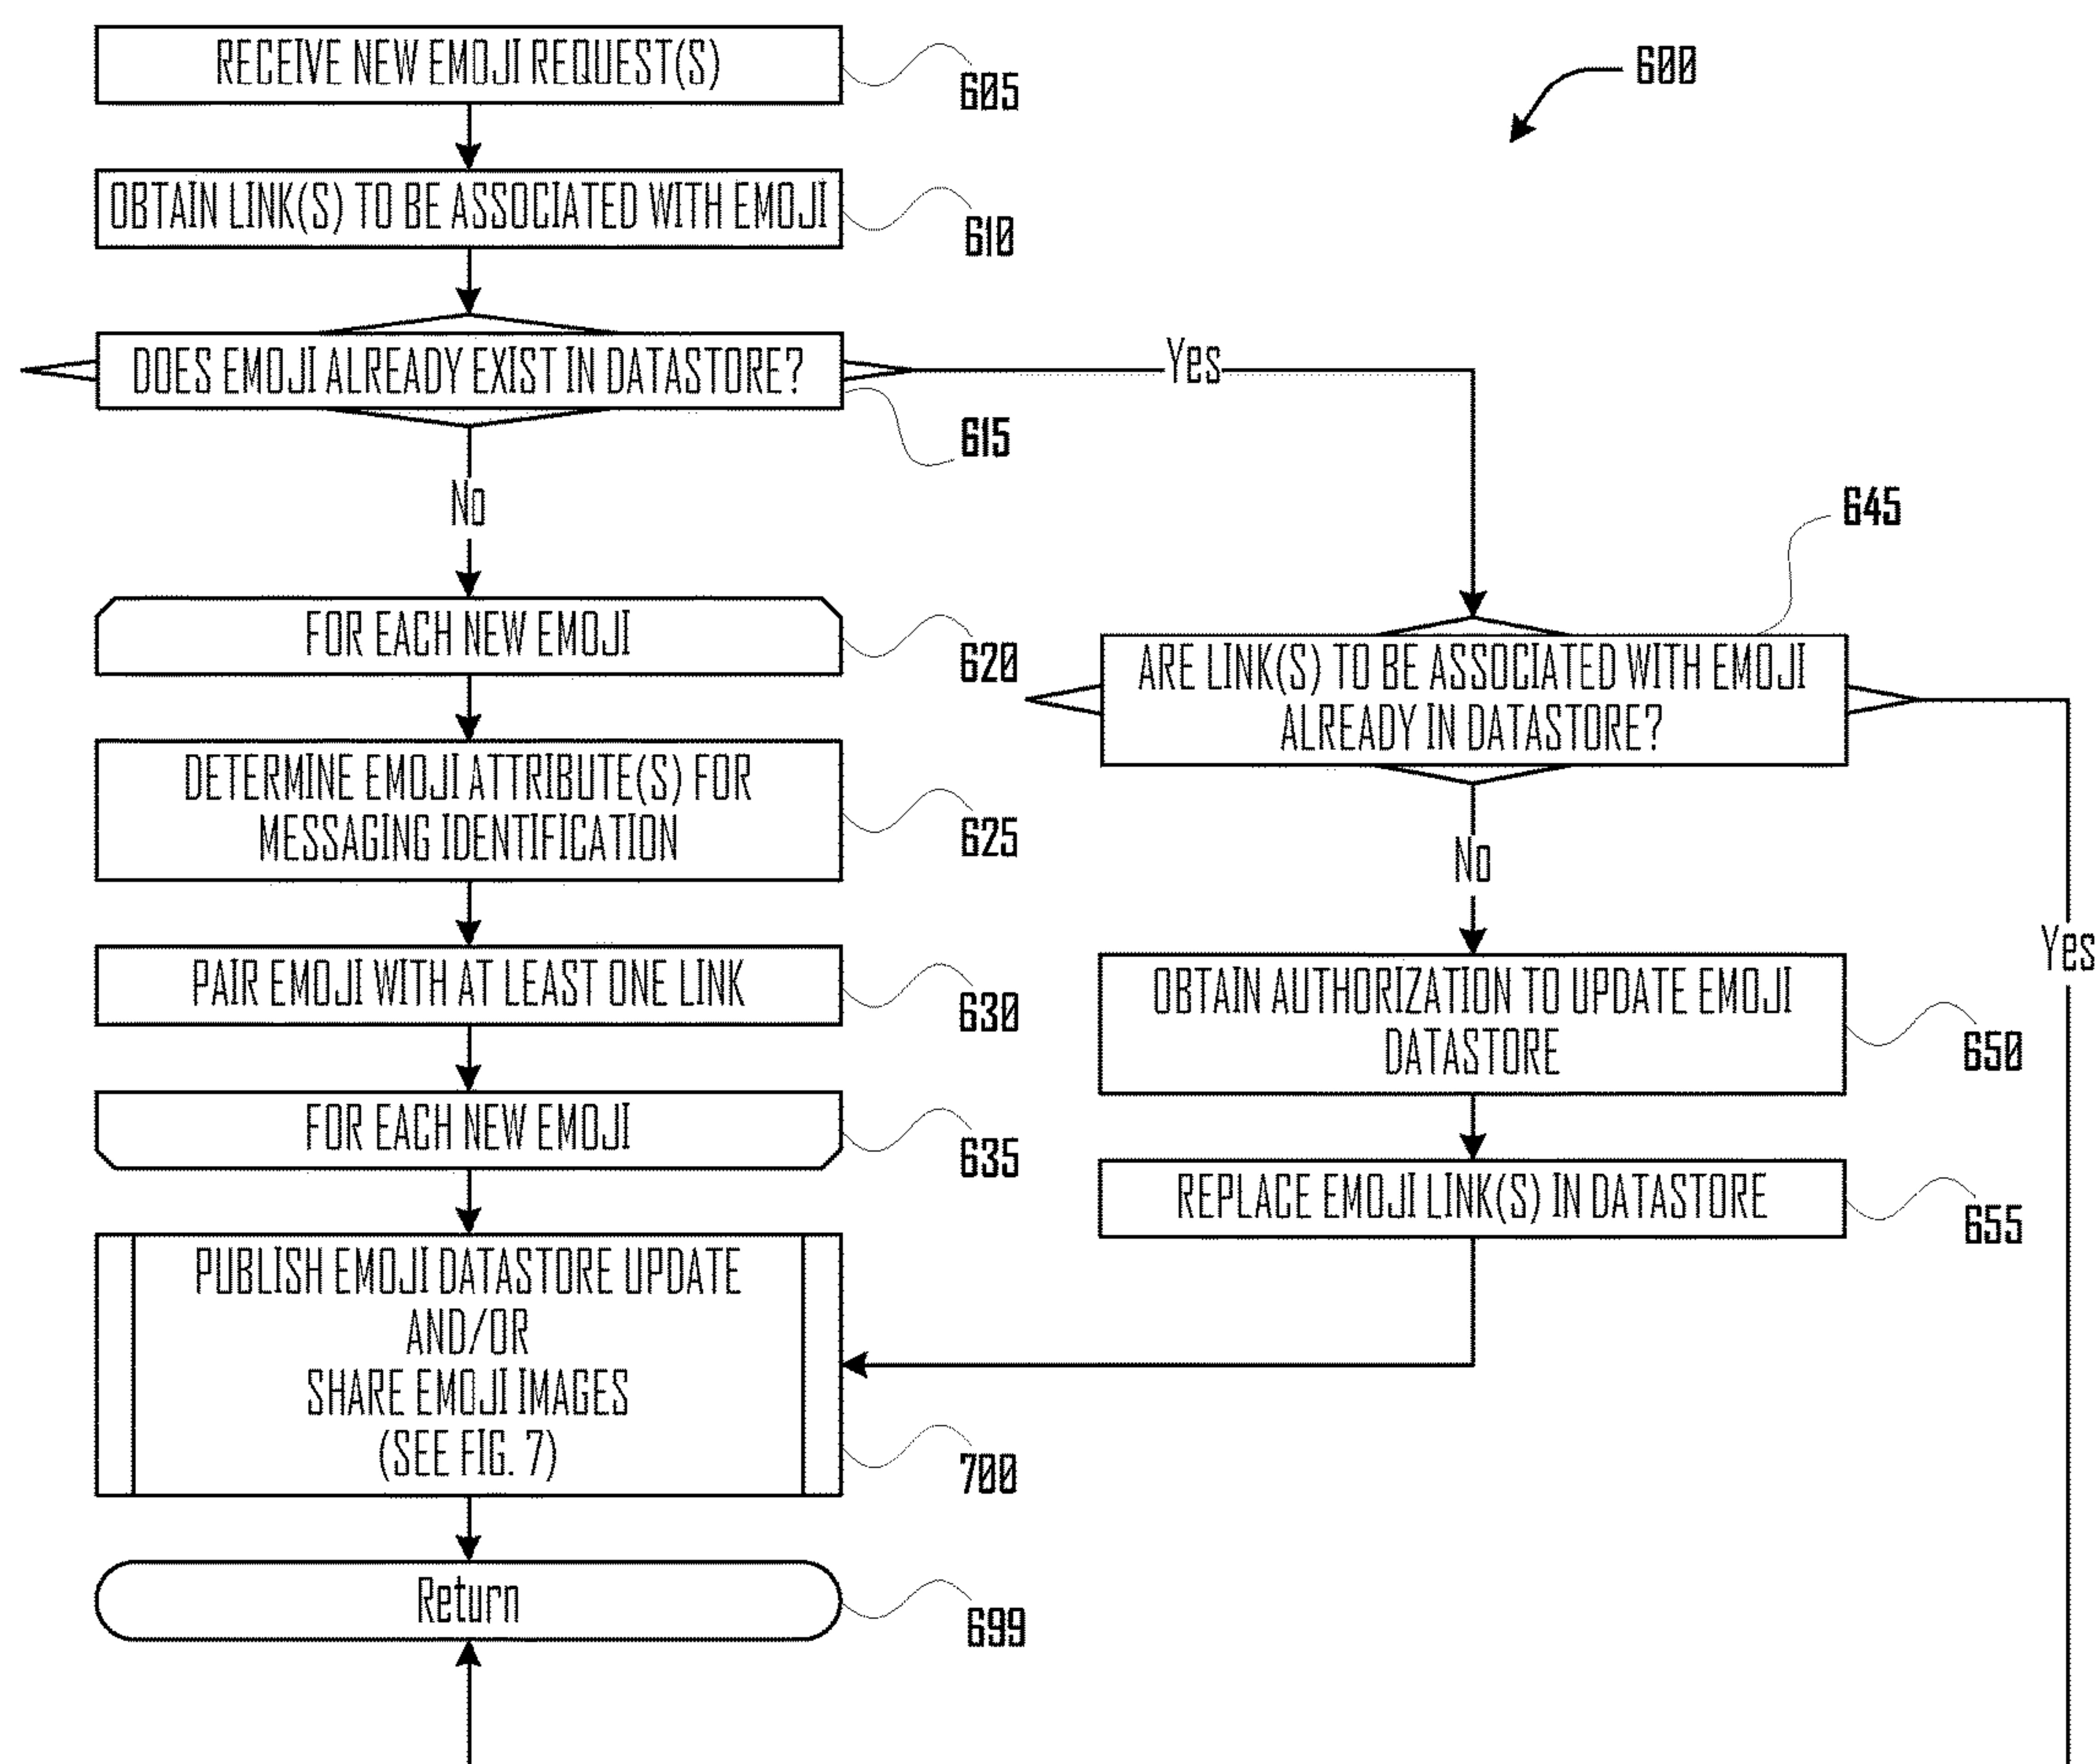 RECEIVE NEW EMOJI REQUEST(S)
605
600
OBTAIN LINK(S) TO BE ASSOCIATED WITH EMOJI
610
DOES EMOJI ALREADY EXIST IN DATASTORE?
615
Yes
No
FOR EACH NEW EMOJI
620
DETERMINE EMOJI ATTRIBUTE(S) FOR
MESSAGING IDENTIFICATION
625
PAIR EMOJI WITH AT LEAST ONE LINK
630
FOR EACH NEW EMOJI
635
PUBLISH EMOJI DATASTORE UPDATE
AND/OR
SHARE EMOJI IMAGES
(SEE FIG. 7)
700
Return
699
645
ARE LINK(S) TO BE ASSOCIATED WITH EMOJI
ALREADY IN DATASTORE?
Yes
No
OBTAIN AUTHORIZATION TO UPDATE EMOJI
DATASTORE
650
REPLACE EMOJI LINK(S) IN DATASTORE
655